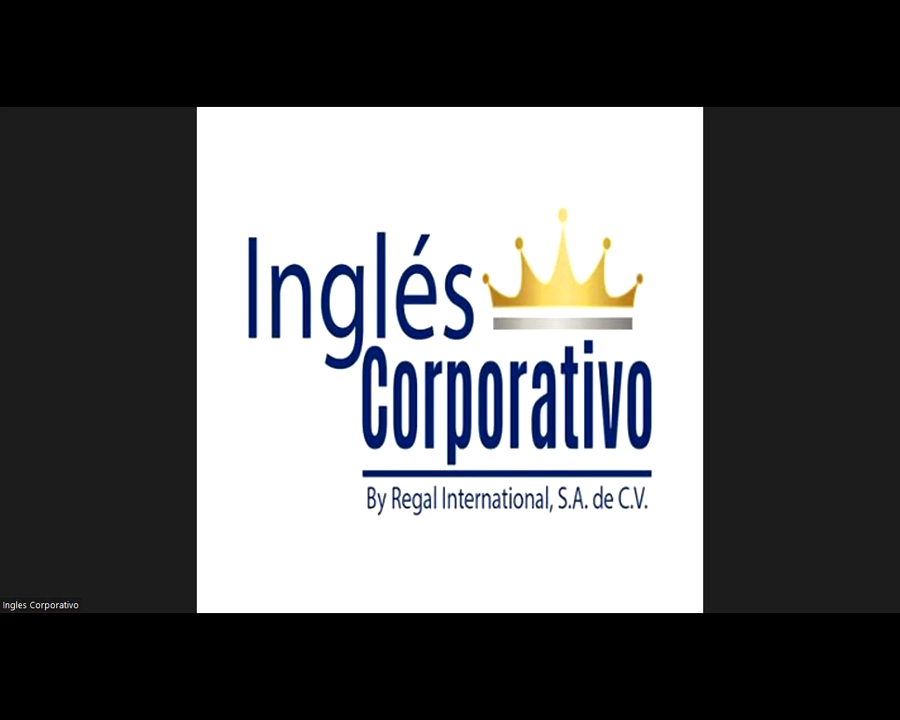 Inglés
Corporativo
By Regal International, S.A. de C.V.
Ingles Corporativo